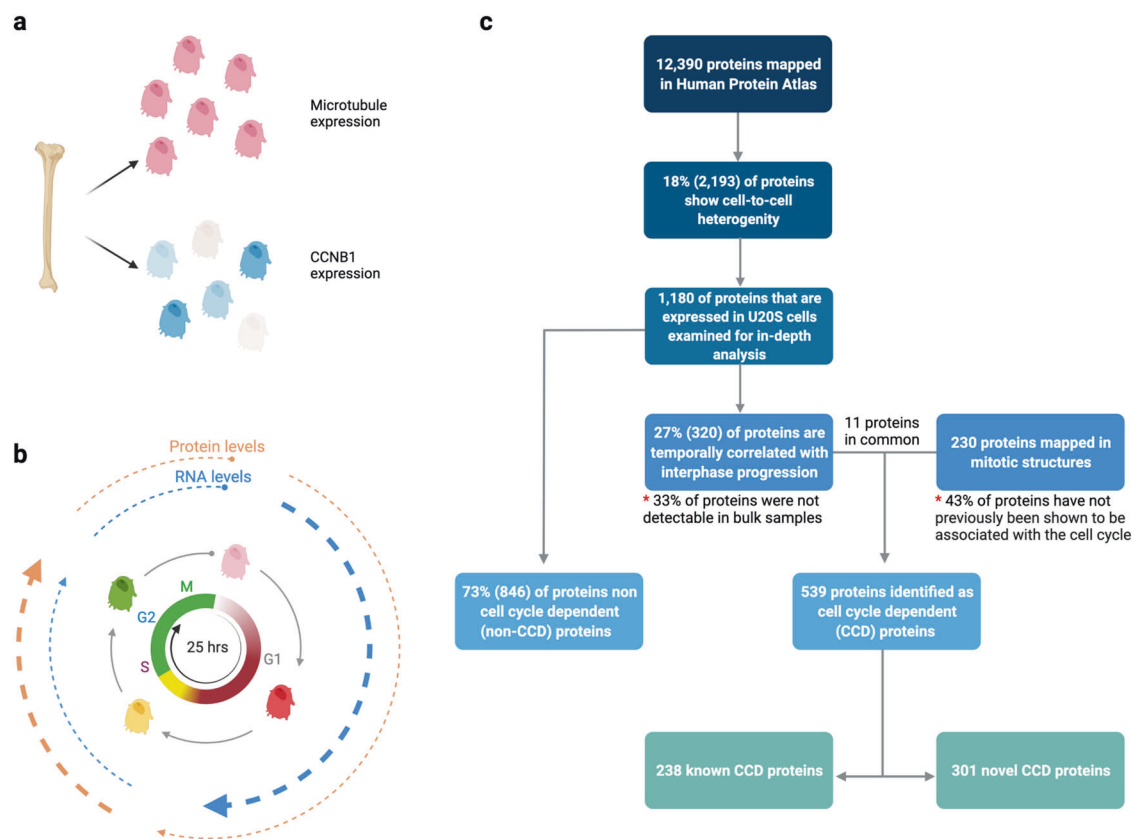 a
Microtubule
expression
CCNB1
expression
b
Protein levels
RNA levels
M
G2
S
G1
25 hrs
c
12,390 proteins mapped
in Human Protein Atlas
18% (2,193) of proteins
show cell-to-cell
heterogenity
1,180 of proteins that are
expressed in U20S cells
examined for in-depth
analysis
27% (320) of proteins are
temporally correlated with
interphase progression
11 proteins
in common
230 proteins mapped in
mitotic structures
* 33% of proteins were not
detectable in bulk samples
* 43% of proteins have not
previously been shown to be
associated with the cell cycle
73% (846) of proteins non
cell cycle dependent
(non-CCD) proteins
539 proteins identified as
cell cycle dependent
(CCD) proteins
238 known CCD proteins
301 novel CCD proteins